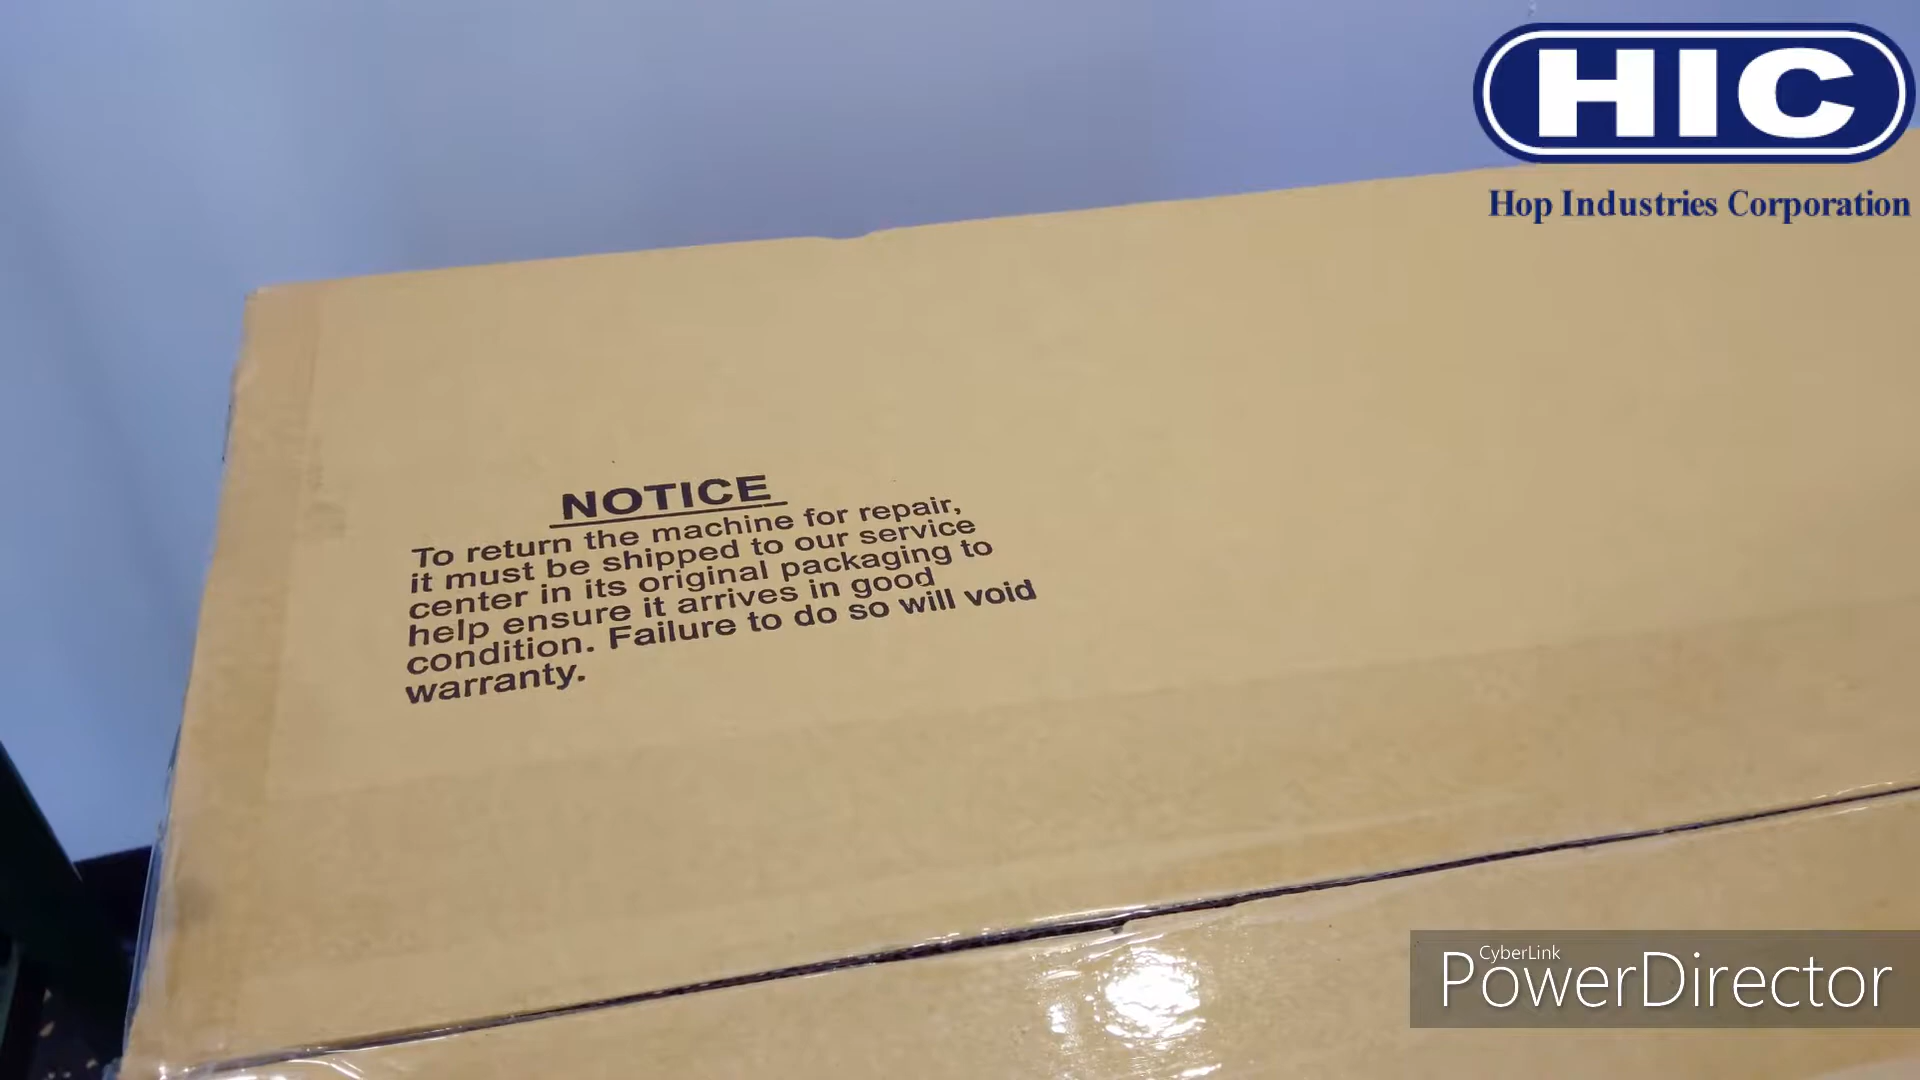 HIC
Hop Industries Corporation
NOTICE
To return the machine for repair,
it must be shipped to our service
center in its original packaging to
help ensure it arrives in good
condition. Failure to do so will void
warranty.
CyberLink
PowerDirector